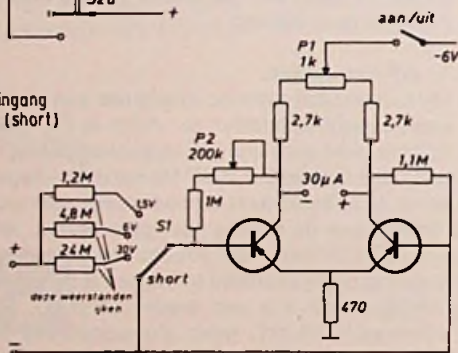 S2a
+
aan/uit
P1
1k
-6V
ingang
(short)
2,7k
2,7k
P2
200k
30µA
1,1M
- +
1,2M
1M
1,5V
4,8M
S1
6V
24M
30V
+
short
deze weerstanden
ijken
470
-